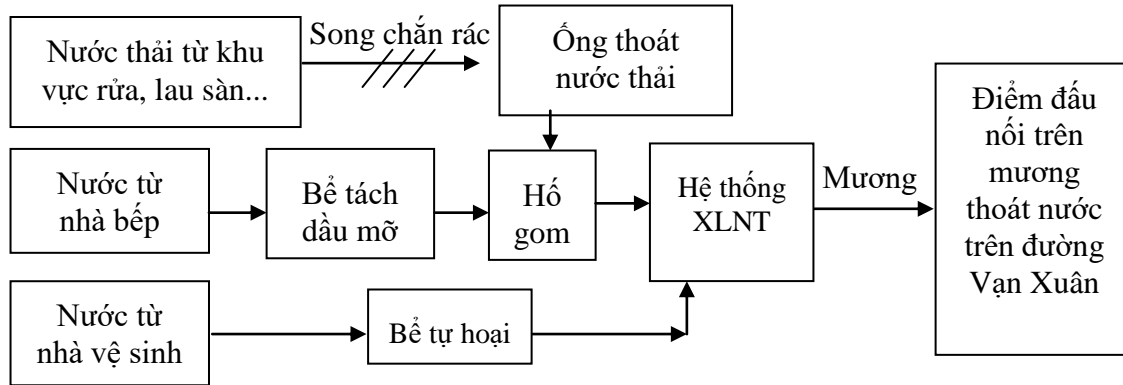 Nước thải từ khu
vực rửa, lau sàn...
Song chắn rác
Ống thoát
nước thải
Nước từ
nhà bếp
Bể tách
dầu mỡ
Hố
gom
Hệ thống
XLNT
Mương
Điểm đấu
nối trên
mương
thoát nước
trên đường
Vạn Xuân
Nước từ
nhà vệ sinh
Bể tự hoại